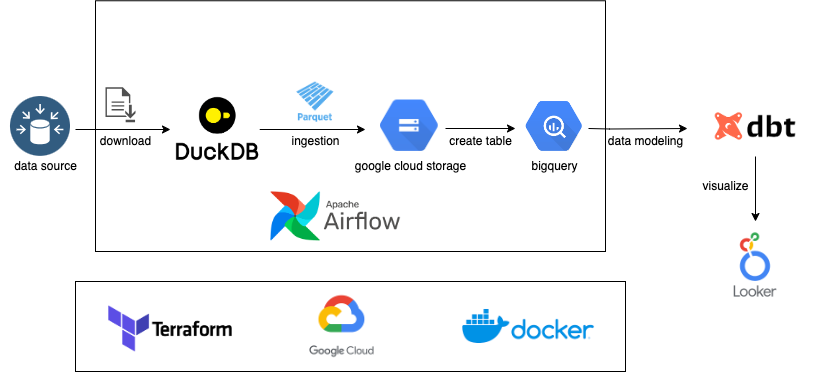 Parquet
DuckDB
dbt
download
ingestion
create table
data modeling
data source
google cloud storage
bigquery
visualize
Apache
Airflow
Looker
Terraform
docker
Google Cloud